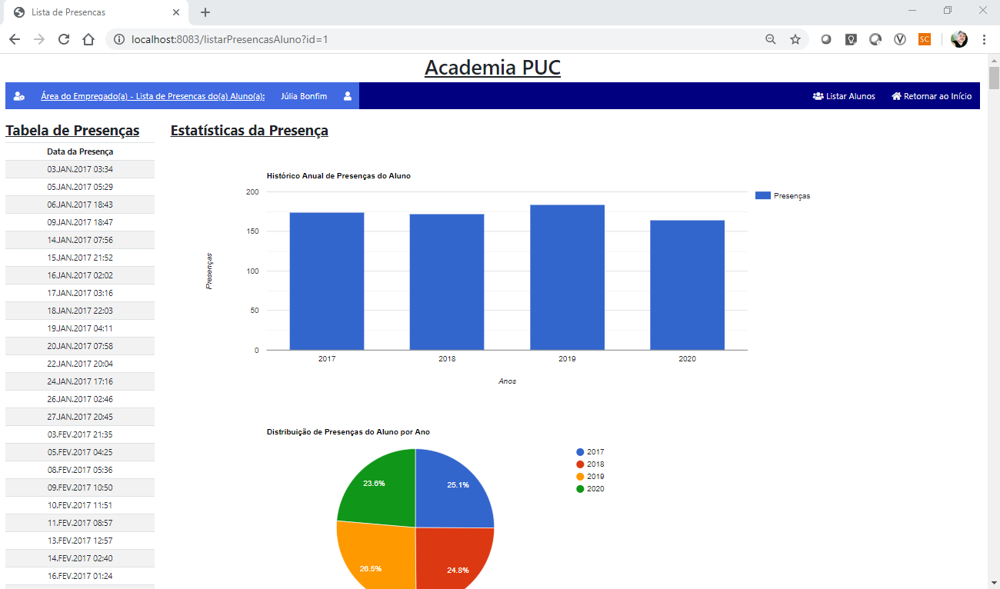 Lista de Presencas
localhost:8083/listarPresencasAluno?id=1
SC
Academia PUC
Área do Empregado(a) - Lista de Presencas do(a) Aluno(a): Júlia Bonfim
Listar Alunos
Retornar ao Início
Tabela de Presenças
Data da Presença
03.JAN.2017 03:34
05.JAN.2017 05:29
06.JAN.2017 18:43
09.JAN.2017 18:47
14.JAN.2017 07:56
15.JAN.2017 21:52
16.JAN.2017 02:02
17.JAN.2017 03:16
18.JAN.2017 22:03
19.JAN.2017 04:11
20.JAN.2017 07:58
22.JAN.2017 20:04
24.JAN.2017 17:16
26.JAN.2017 02:46
27.JAN.2017 20:45
03.FEV.2017 21:35
05.FEV.2017 04:25
08.FEV.2017 05:36
09.FEV.2017 10:50
10.FEV.2017 11:51
11.FEV.2017 08:57
13.FEV.2017 12:57
14.FEV.2017 02:40
16.FEV.2017 01:24
Estatísticas da Presença
Histórico Anual de Presenças do Aluno
200
150
100
50
0
Presenças
2017 2018 2019 2020
Anos
Presenças
Distribuição de Presenças do Aluno por Ano
23.6% 25.1%
26.5% 24.8%
2017
2018
2019
2020